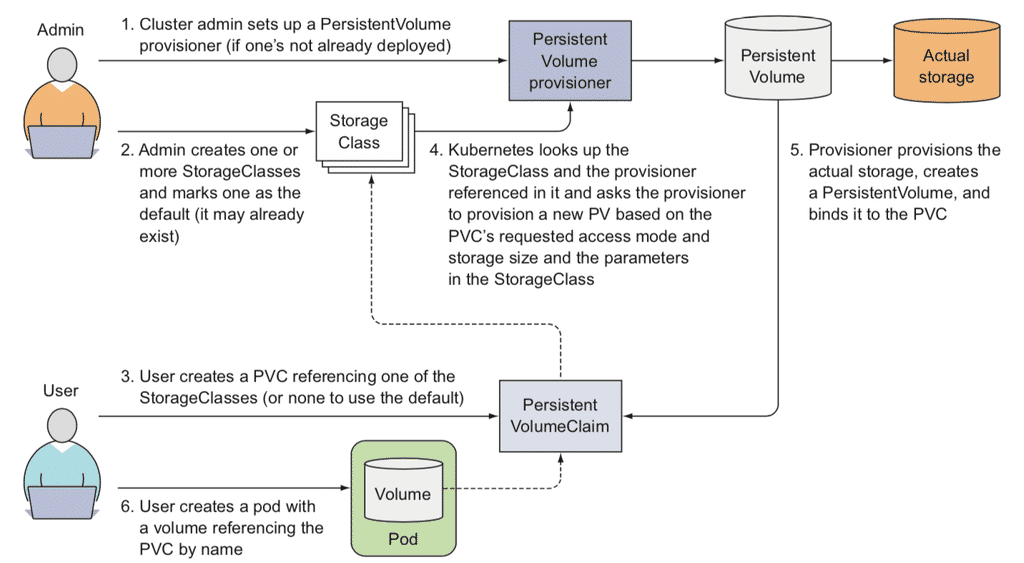 Admin
1. Cluster admin sets up a PersistentVolume
provisioner (if one's not already deployed)
Persistent
Volume
provisioner
Persistent
Volume
Actual
storage
Storage
Class
2. Admin creates one or
more StorageClasses
and marks one as the
default (it may already
exist)
4. Kubernetes looks up the
StorageClass and the provisioner
referenced in it and asks the provisioner
to provision a new PV based on the
PVC's requested access mode and
storage size and the parameters
in the StorageClass
5. Provisioner provisions the
actual storage, creates
a PersistentVolume, and
binds it to the PVC
User
3. User creates a PVC referencing one of the
StorageClasses (or none to use the default)
Persistent
VolumeClaim
6. User creates a pod with
a volume referencing the
PVC by name
Volume
Pod